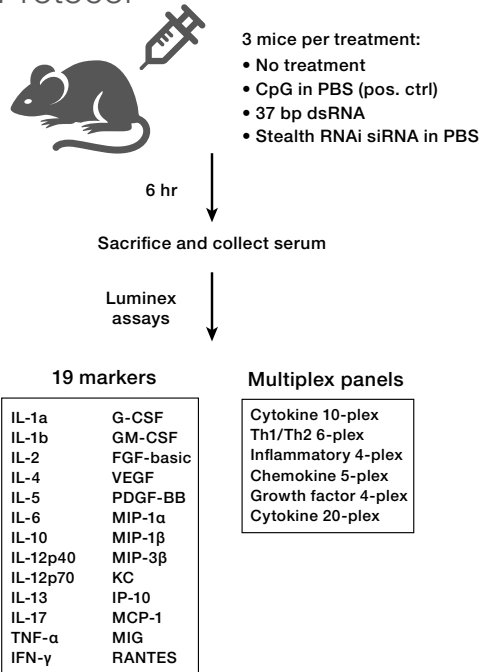 Protocol
3 mice per treatment:
• No treatment
• CpG in PBS (pos. ctrl)
• 37 bp dsRNA
• Stealth RNAi siRNA in PBS
6 hr
Sacrifice and collect serum
Luminex
assays
19 markers
IL-1a
IL-1b
IL-2
IL-4
IL-5
IL-6
IL-10
IL-12p40
IL-12p70
IL-13
IL-17
TNF-α
IFN-γ
G-CSF
GM-CSF
FGF-basic
VEGF
PDGF-BB
MIP-1α
MIP-1β
MIP-3β
KC
IP-10
MCP-1
MIG
RANTES
Multiplex panels
Cytokine 10-plex
Th1/Th2 6-plex
Inflammatory 4-plex
Chemokine 5-plex
Growth factor 4-plex
Cytokine 20-plex